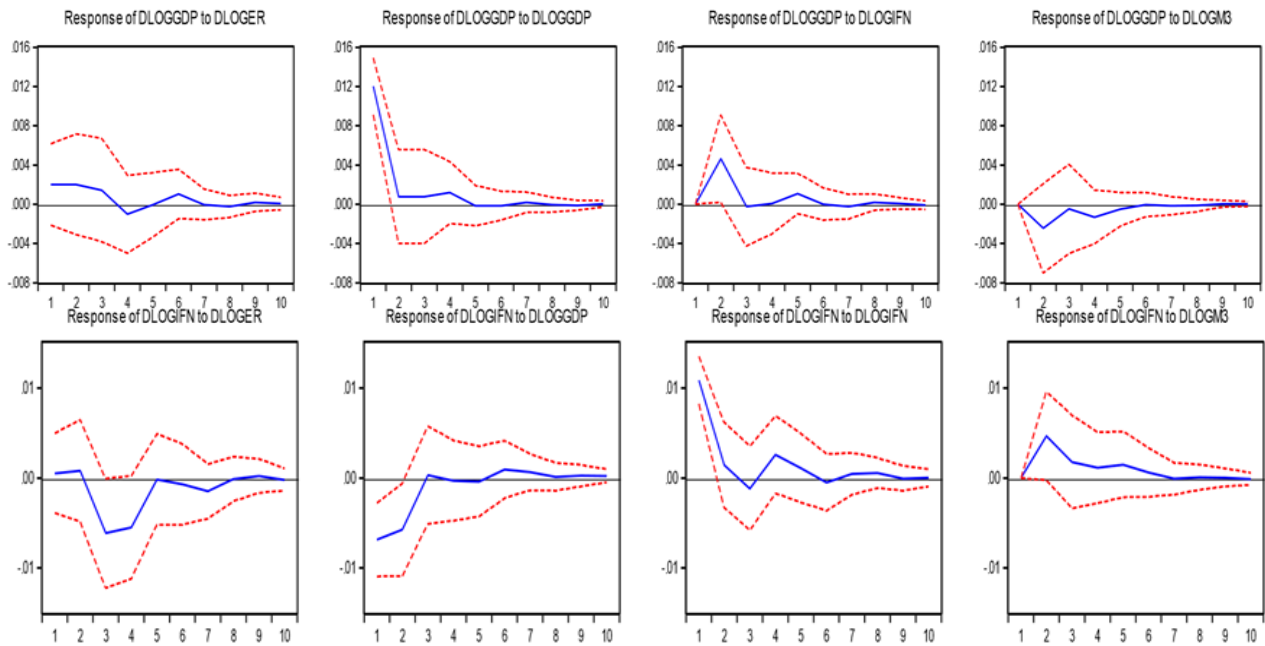 Response of DLOGGDP to DLOGER
.016
.012
.008
.004
.000
-.004
-.008
1 2 3 4 5 6 7 8 9 10
Response of DLOGGDP to DLOGGDP
.016
.012
.008
.004
.000
-.004
-.008
1 2 3 4 5 6 7 8 9 10
Response of DLOGGDP to DLOGIFN
.016
.012
.008
.004
.000
-.004
-.008
1 2 3 4 5 6 7 8 9 10
Response of DLOGGDP to DLOGM3
.016
.012
.008
.004
.000
-.004
-.008
1 2 3 4 5 6 7 8 9 10
Response of DLOGIFN to DLOGER
.01
.00
-.01
1 2 3 4 5 6 7 8 9 10
Response of DLOGIFN to DLOGGDP
.01
.00
-.01
1 2 3 4 5 6 7 8 9 10
Response of DLOGIFN to DLOGIFN
.01
.00
-.01
1 2 3 4 5 6 7 8 9 10
Response of DLOGIFN to DLOGM3
.01
.00
-.01
1 2 3 4 5 6 7 8 9 10